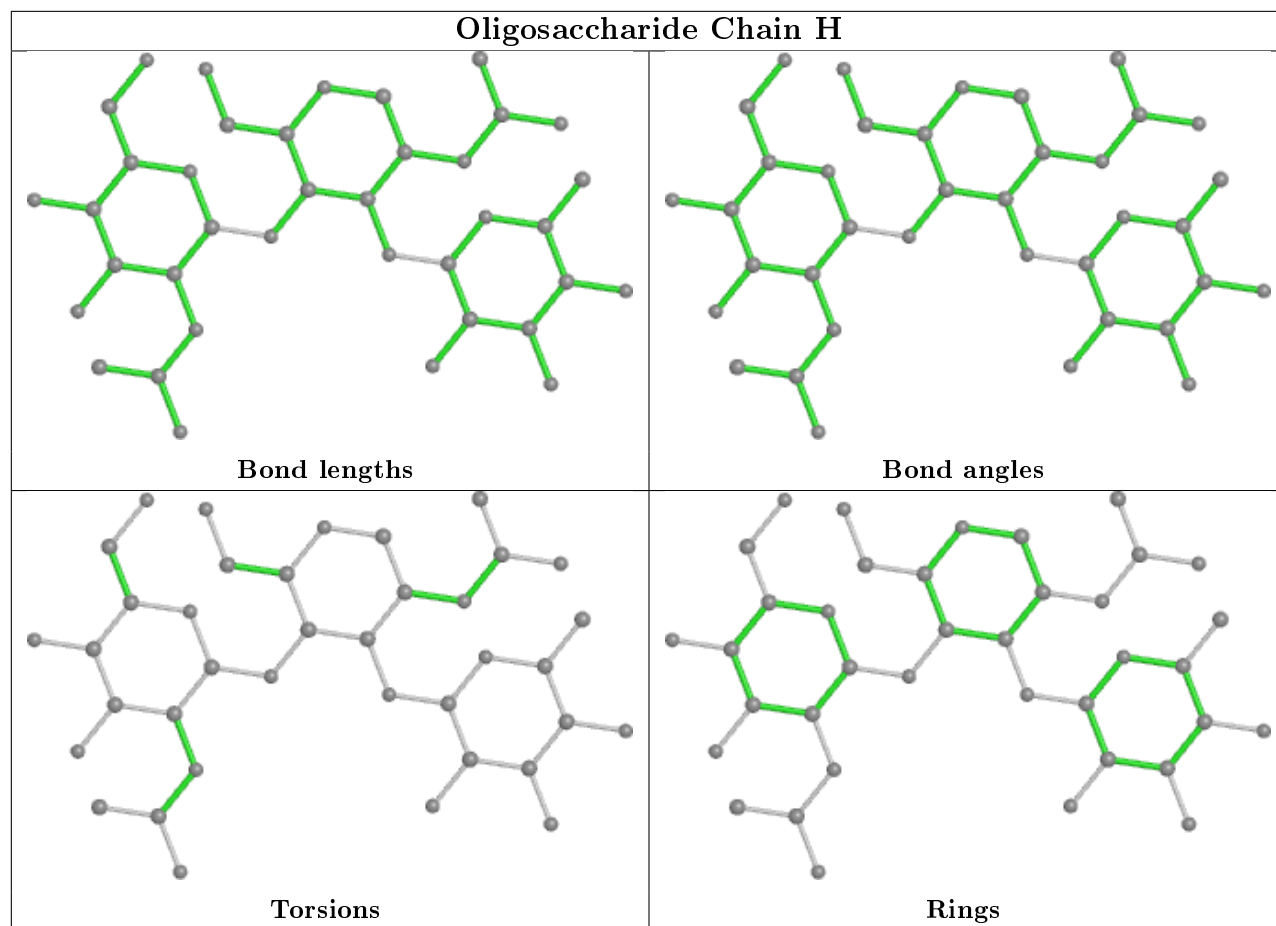 Oligosaccharide Chain H
Bond lengths
Bond angles
Torsions
Rings